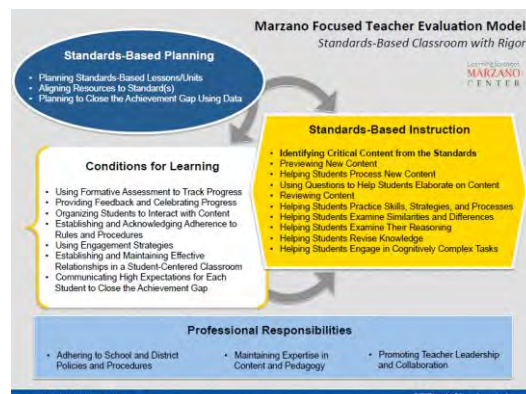 Marzano Focused Teacher Evaluation Model
Standards-Based Classroom with Rigor
Learning Sciences
MARZANO
CENTER
Standards-Based Planning
• Planning Standards-Based Lessons/Units
• Aligning Resources to Standard(s)
• Planning to Close the Achievement Gap Using Data
Standards-Based Instruction
• Identifying Critical Content from the Standards
• Previewing New Content
• Helping Students Process New Content
• Using Questions to Help Students Elaborate on Content
• Reviewing Content
• Helping Students Practice Skills, Strategies, and Processes
• Helping Students Examine Similarities and Differences
• Helping Students Examine Their Reasoning
• Helping Students Revise Knowledge
• Helping Students Engage in Cognitively Complex Tasks
Conditions for Learning
• Using Formative Assessment to Track Progress
• Providing Feedback and Celebrating Progress
• Organizing Students to Interact with Content
• Establishing and Acknowledging Adherence to
Rules and Procedures
• Using Engagement Strategies
• Establishing and Maintaining Effective
Relationships in a Student-Centered Classroom
• Communicating High Expectations for Each
Student to Close the Achievement Gap
Professional Responsibilities
• Adhering to School and District
Policies and Procedures
• Maintaining Expertise in
Content and Pedagogy
• Promoting Teacher Leadership
and Collaboration